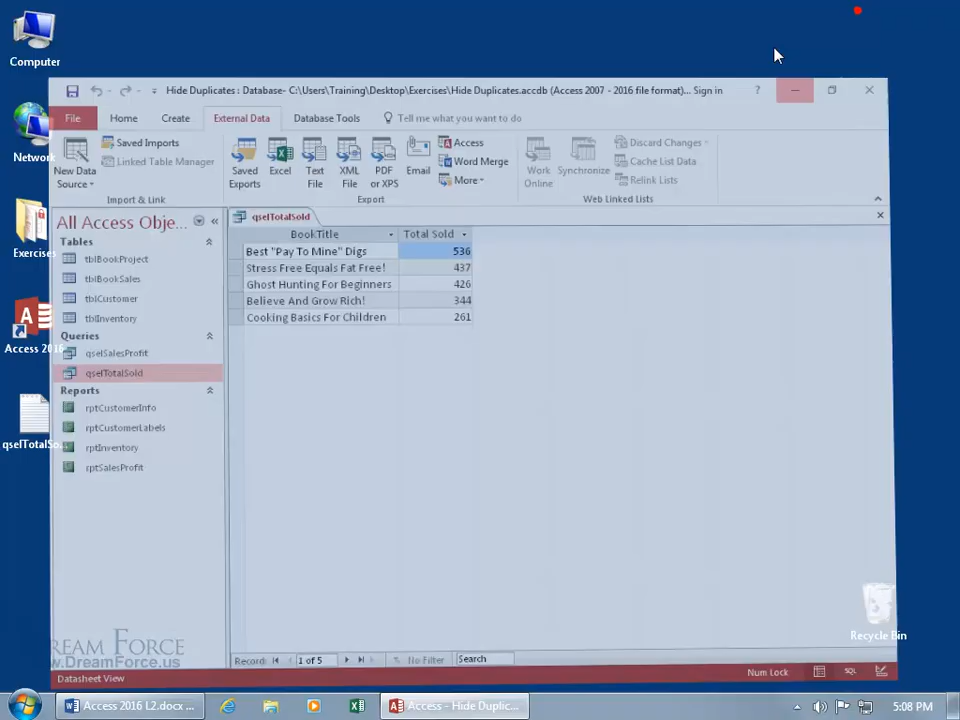 Computer
Network
Exercises
Access 2016
qselTotalSo...
Hide Duplicates : Database- C:\Users\Training\Desktop\Exercises\Hide Duplicates.accdb (Access 2007 - 2016 file format)... Sign in ?
File Home Create External Data Database Tools Tell me what you want to do
New Data Source
Saved Imports
Linked Table Manager
Import & Link
Saved Exports
Excel
Text File
XML File
PDF or XPS
Email
Access
Word Merge
More
Export
Work Online
Synchronize
Discard Changes
Cache List Data
Relink Lists
Web Linked Lists
All Access Obje...
Tables
tblBookProject
tblBookSales
tblCustomer
tblInventory
Queries
qselSalesProfit
qselTotalSold
Reports
rptCustomerInfo
rptCustomerLabels
rptInventory
rptSalesProfit
qselTotalSold
BookTitle Total Sold
Best "Pay To Mine" Digs 536
Stress Free Equals Fat Free! 437
Ghost Hunting For Beginners 426
Believe And Grow Rich! 344
Cooking Basics For Children 261
Record: 1 of 5 No Filter Search
Datasheet View Num Lock SQL
Recycle Bin
DREAM FORCE
www.DreamForce.us
Access 2016 L2.docx ...
Access - Hide Duplic...
5:08 PM